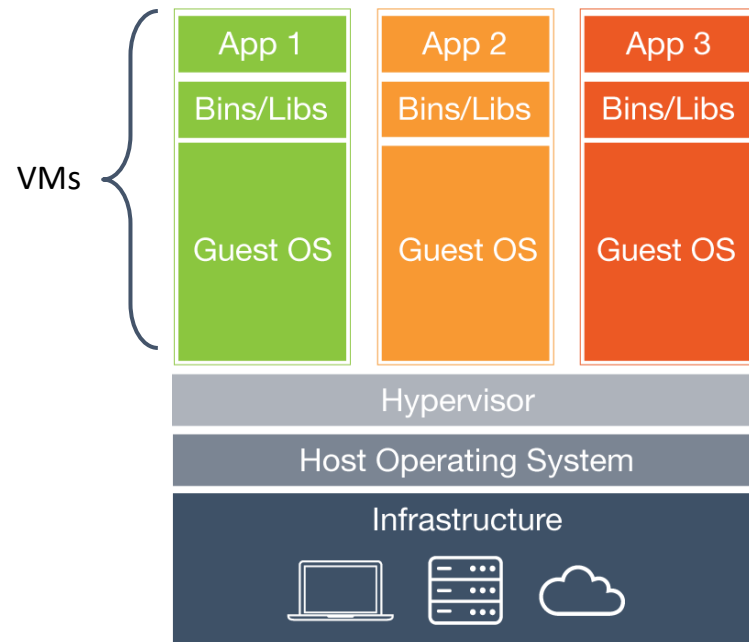 App 1
App 2
App 3
Bins/Libs
Bins/Libs
Bins/Libs
VMs
Guest OS
Guest OS
Guest OS
Hypervisor
Host Operating System
Infrastructure